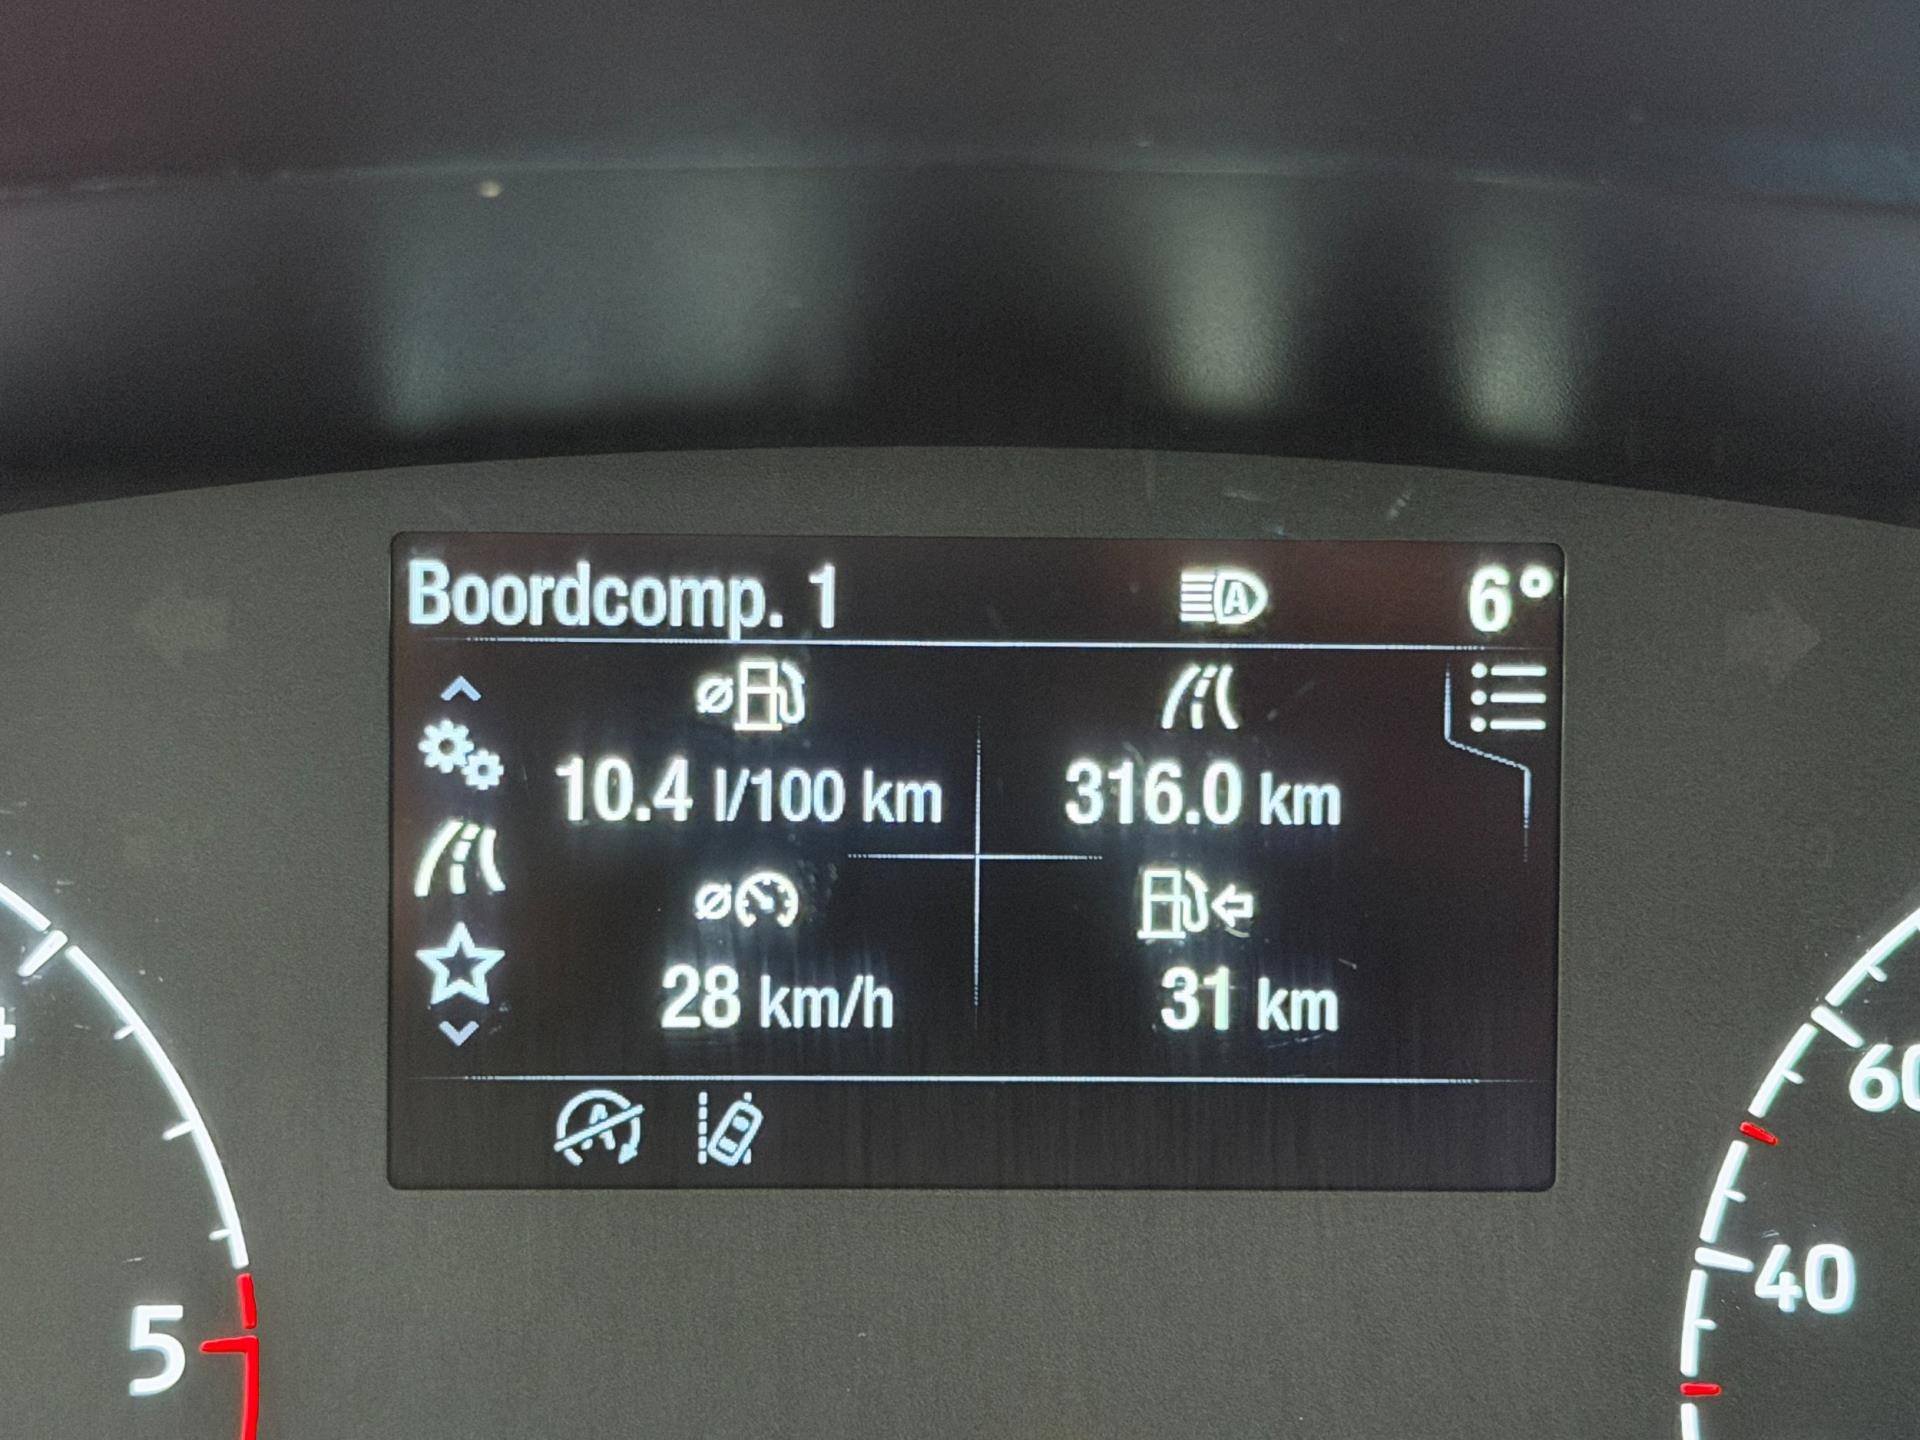 Boordcomp. 1 6°
10.4 l/100 km 316.0 km
28 km/h 31 km
5
60
40